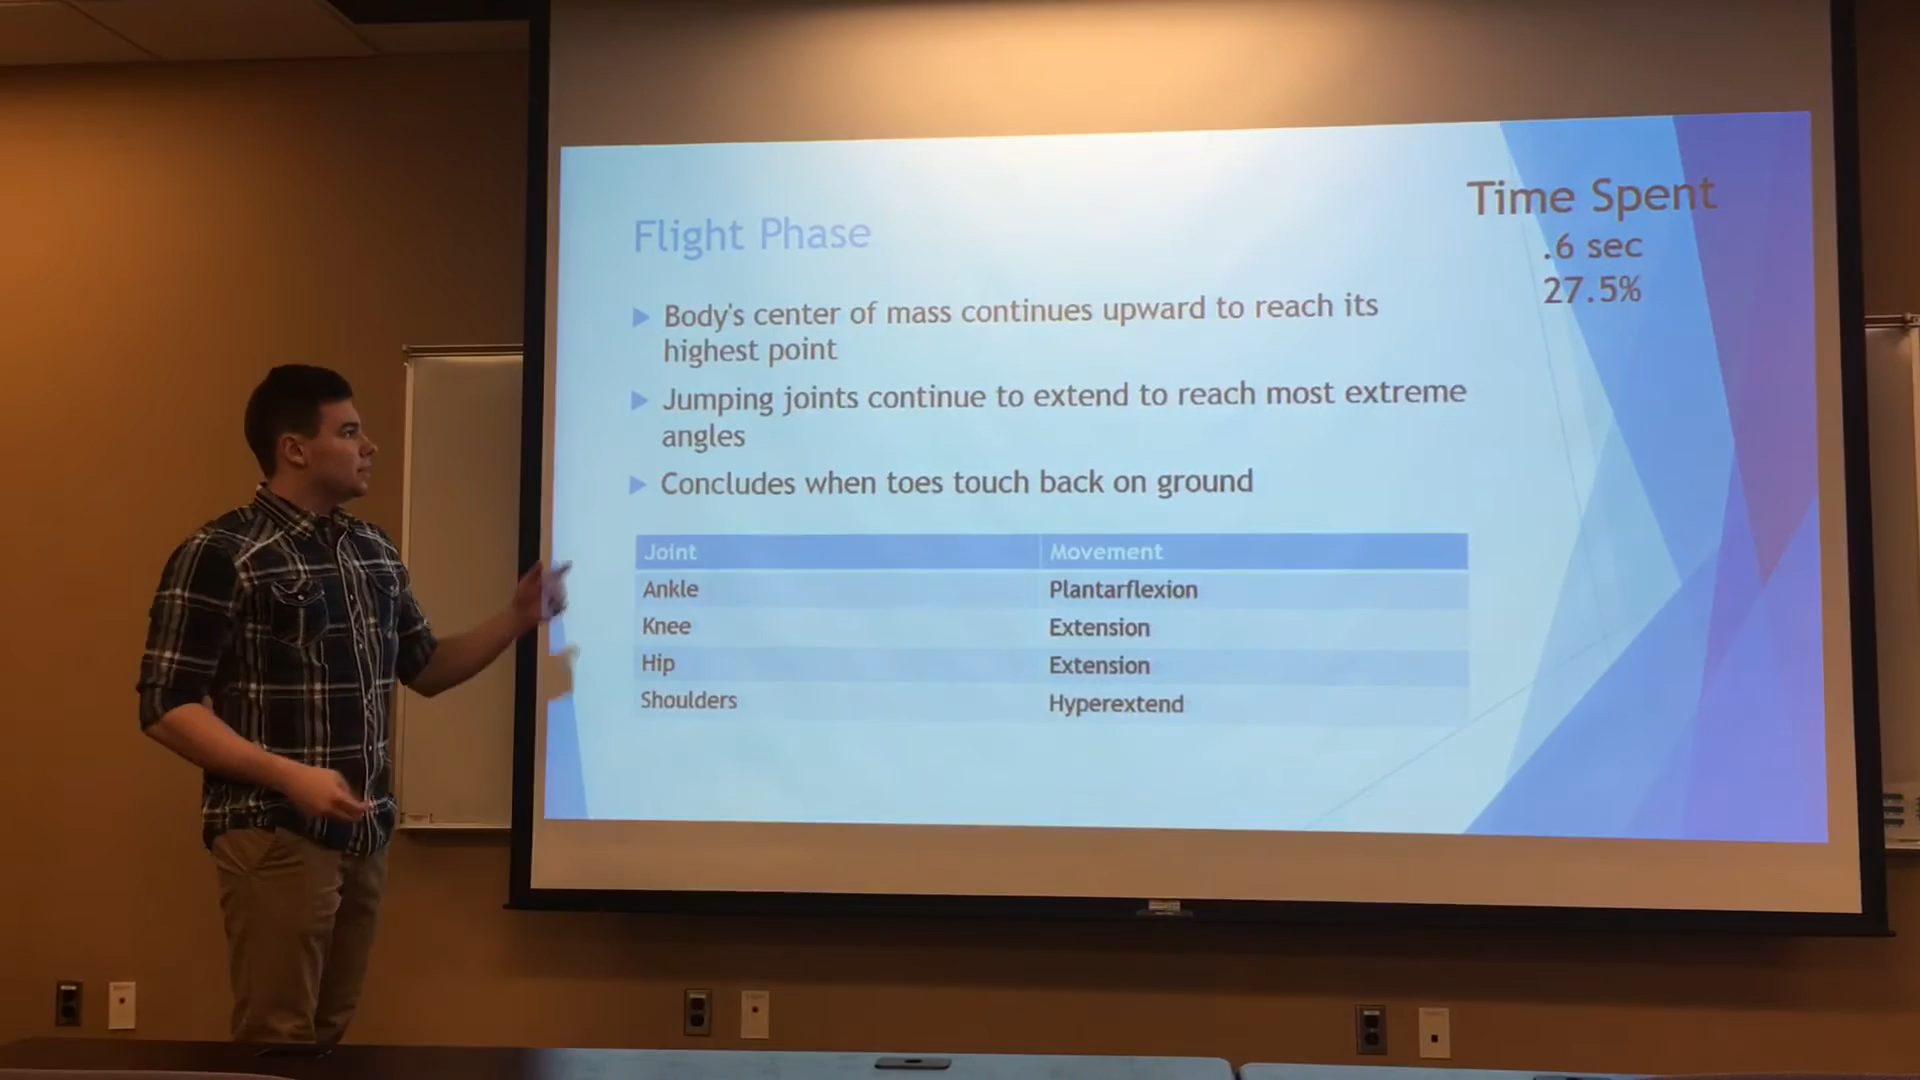 Time Spent
.6 sec
27.5%
Flight Phase
Body's center of mass continues upward to reach its
highest point
Jumping joints continue to extend to reach most extreme
angles
Concludes when toes touch back on ground
Joint Movement
Ankle Plantarflexion
Knee Extension
Hip Extension
Shoulders Hyperextend